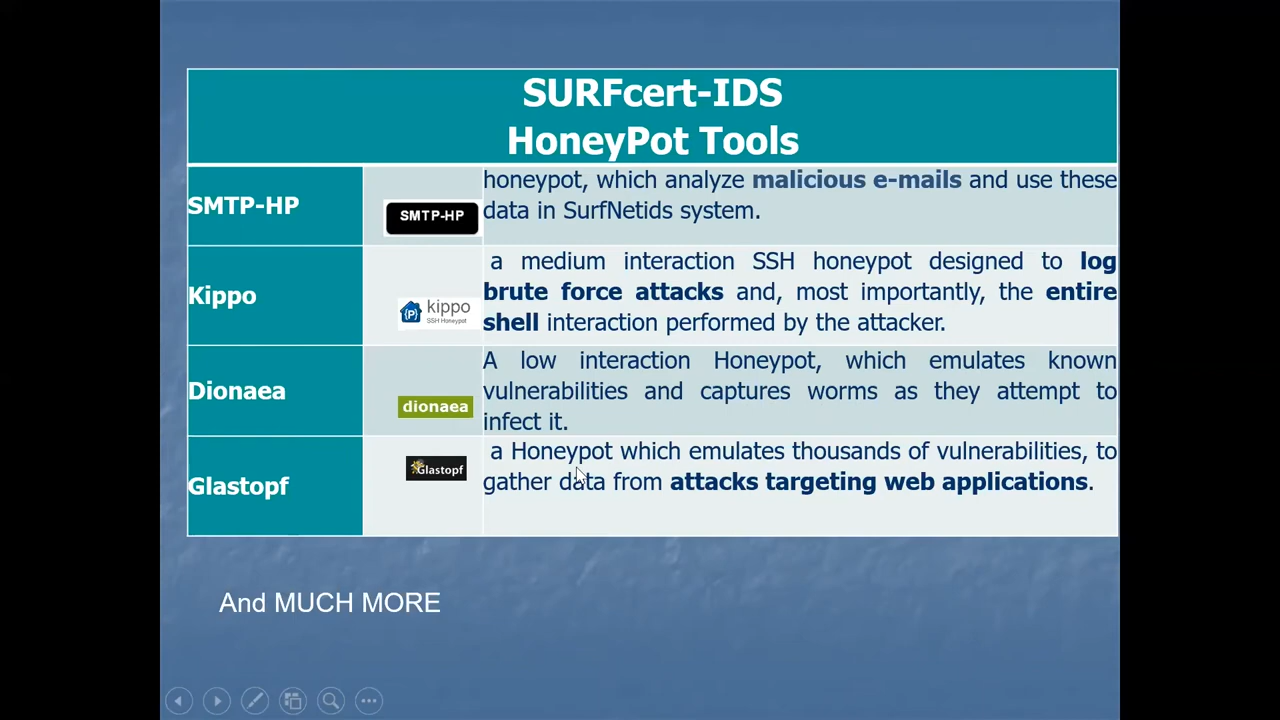 SURFcert-IDS
HoneyPot Tools
SMTP-HP
SMTP-HP
honeypot, which analyze malicious e-mails and use these
data in SurfNetids system.
Kippo
{P} kippo
SSH Honeypot
a medium interaction SSH honeypot designed to log
brute force attacks and, most importantly, the entire
shell interaction performed by the attacker.
Dionaea
dionaea
A low interaction Honeypot, which emulates known
vulnerabilities and captures worms as they attempt to
infect it.
Glastopf
Glastopf
a Honeypot which emulates thousands of vulnerabilities, to
gather data from attacks targeting web applications.
And MUCH MORE